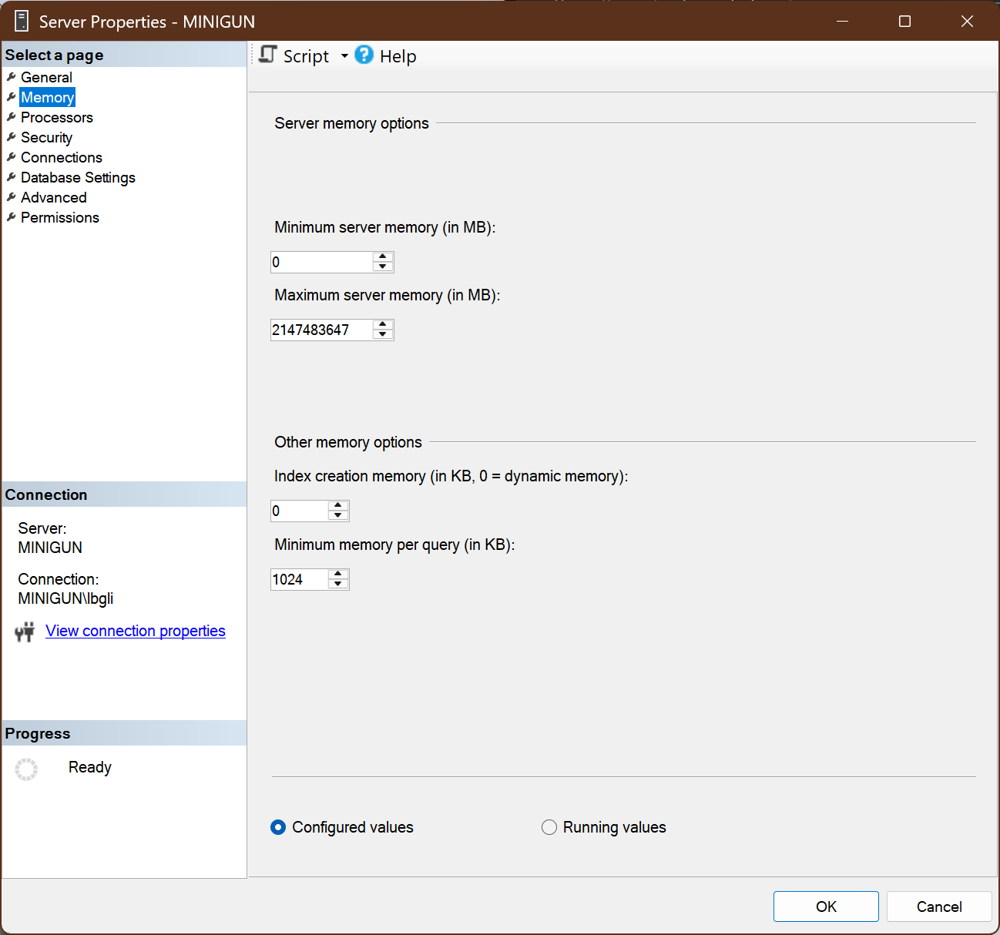 Server Properties - MINIGUN
Select a page
General
Memory
Processors
Security
Connections
Database Settings
Advanced
Permissions
Connection
Server:
MINIGUN
Connection:
MINIGUN\lbgli
View connection properties
Progress
Ready
Script
Help
Server memory options
Minimum server memory (in MB):
0
Maximum server memory (in MB):
2147483647
Other memory options
Index creation memory (in KB, 0 = dynamic memory):
0
Minimum memory per query (in KB):
1024
Configured values
Running values
OK
Cancel